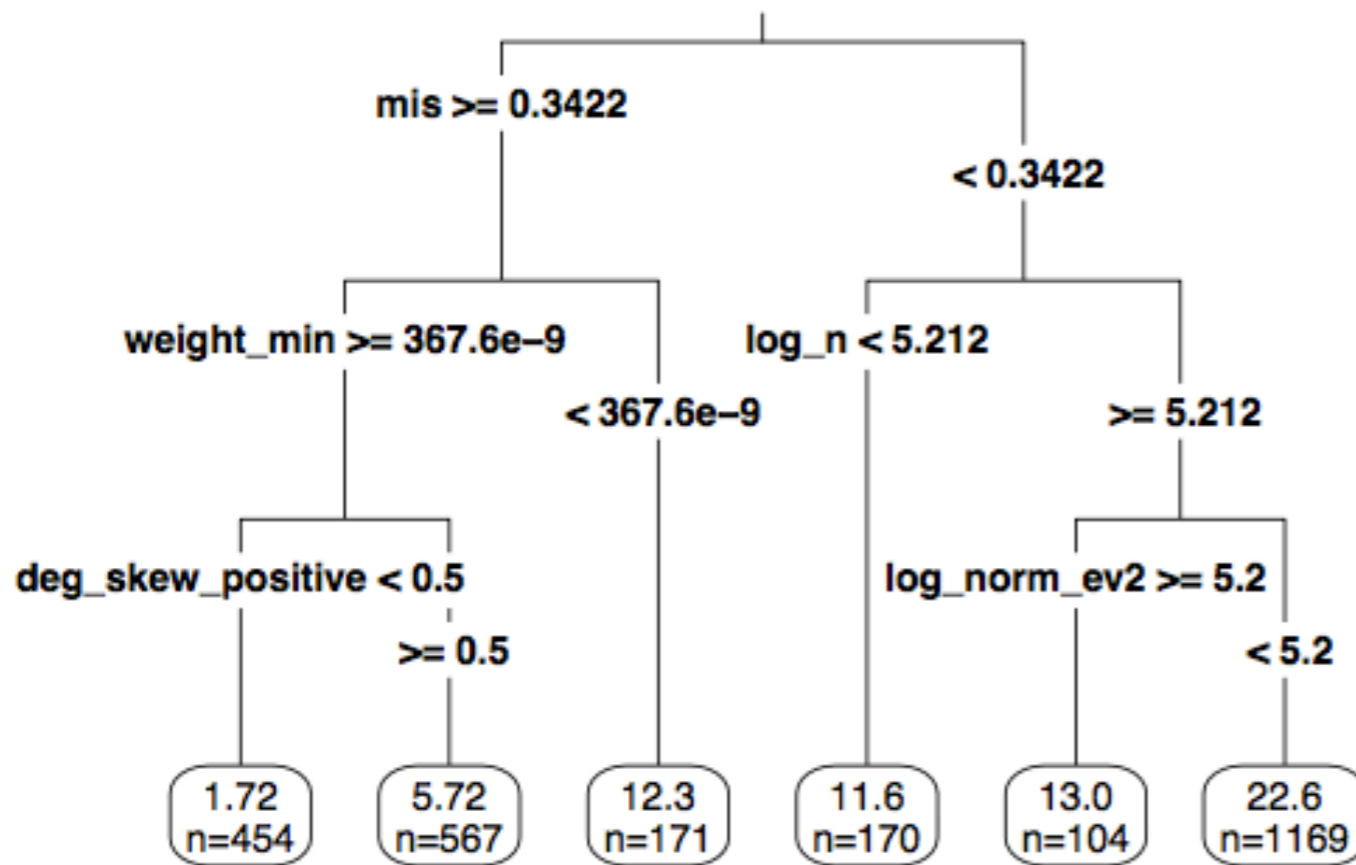 mis >= 0.3422
< 0.3422
weight_min >= 367.6e−9
log_n < 5.212
< 367.6e−9
>= 5.212
deg_skew_positive < 0.5
log_norm_ev2 >= 5.2
>= 0.5
< 5.2
1.72
n=454
5.72
n=567
12.3
n=171
11.6
n=170
13.0
n=104
22.6
n=1169